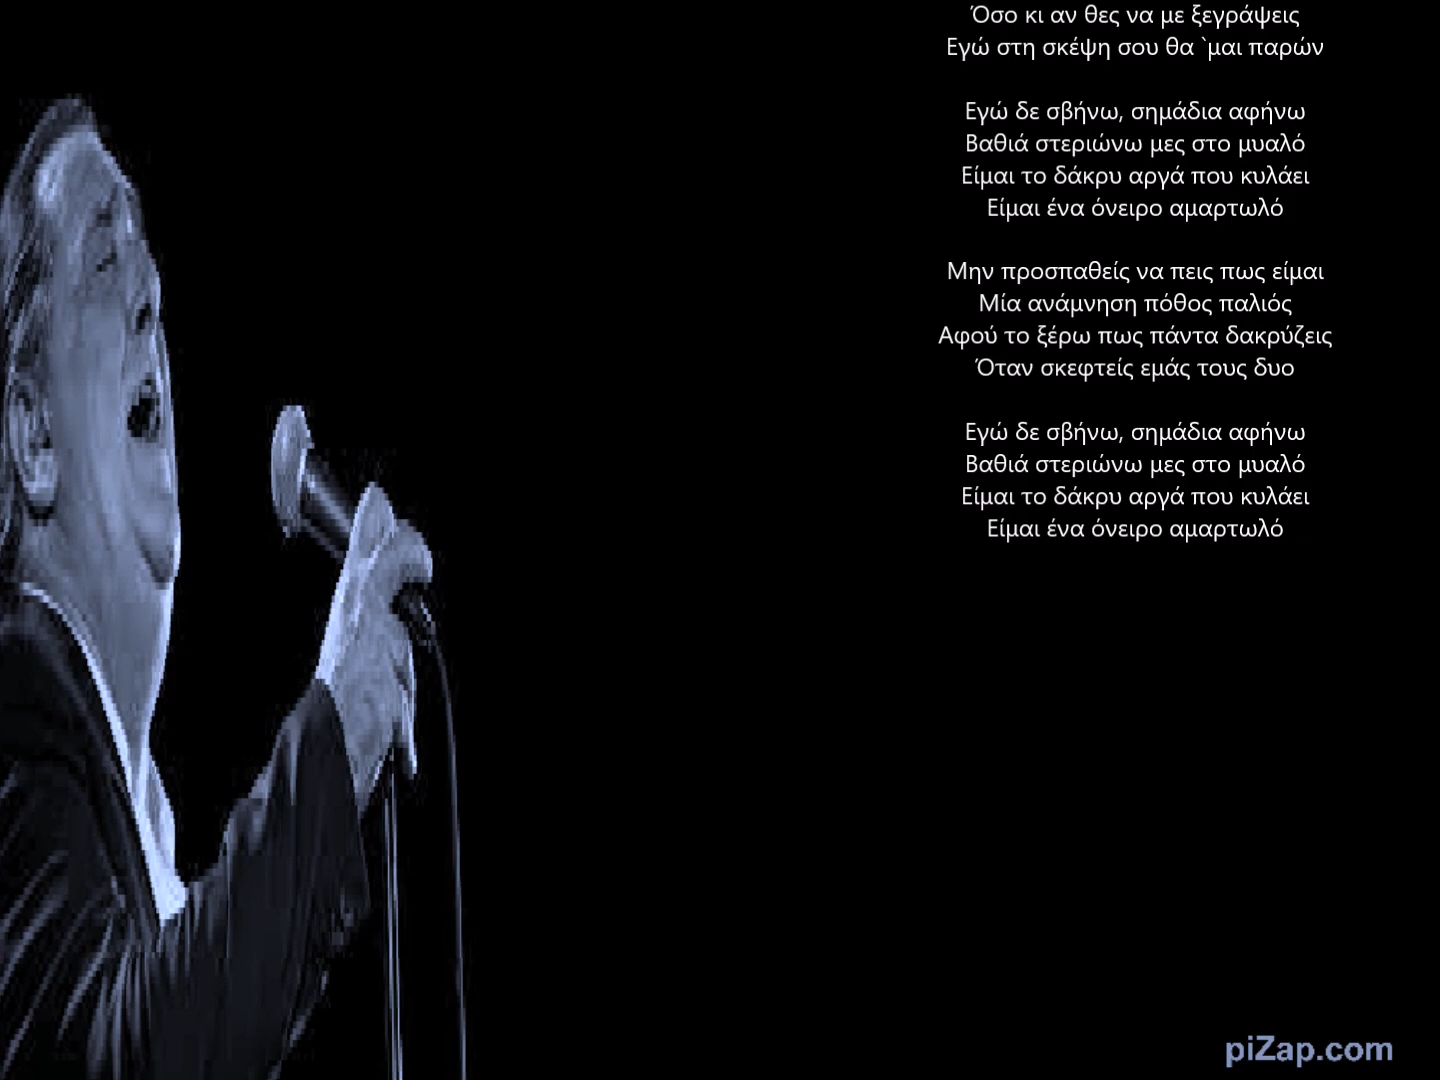 Όσο κι αν θες να με ξεγράψεις
Εγώ στη σκέψη σου θα `μαι παρών
Εγώ δε σβήνω, σημάδια αφήνω
Βαθιά στεριώνω μες στο μυαλό
Είμαι το δάκρυ αργά που κυλάει
Είμαι ένα όνειρο αμαρτωλό
Μην προσπαθείς να πεις πως είμαι
Μία ανάμνηση πόθος παλιός
Αφού το ξέρω πως πάντα δακρύζεις
Όταν σκεφτείς εμάς τους δυο
Εγώ δε σβήνω, σημάδια αφήνω
Βαθιά στεριώνω μες στο μυαλό
Είμαι το δάκρυ αργά που κυλάει
Είμαι ένα όνειρο αμαρτωλό
piZap.com